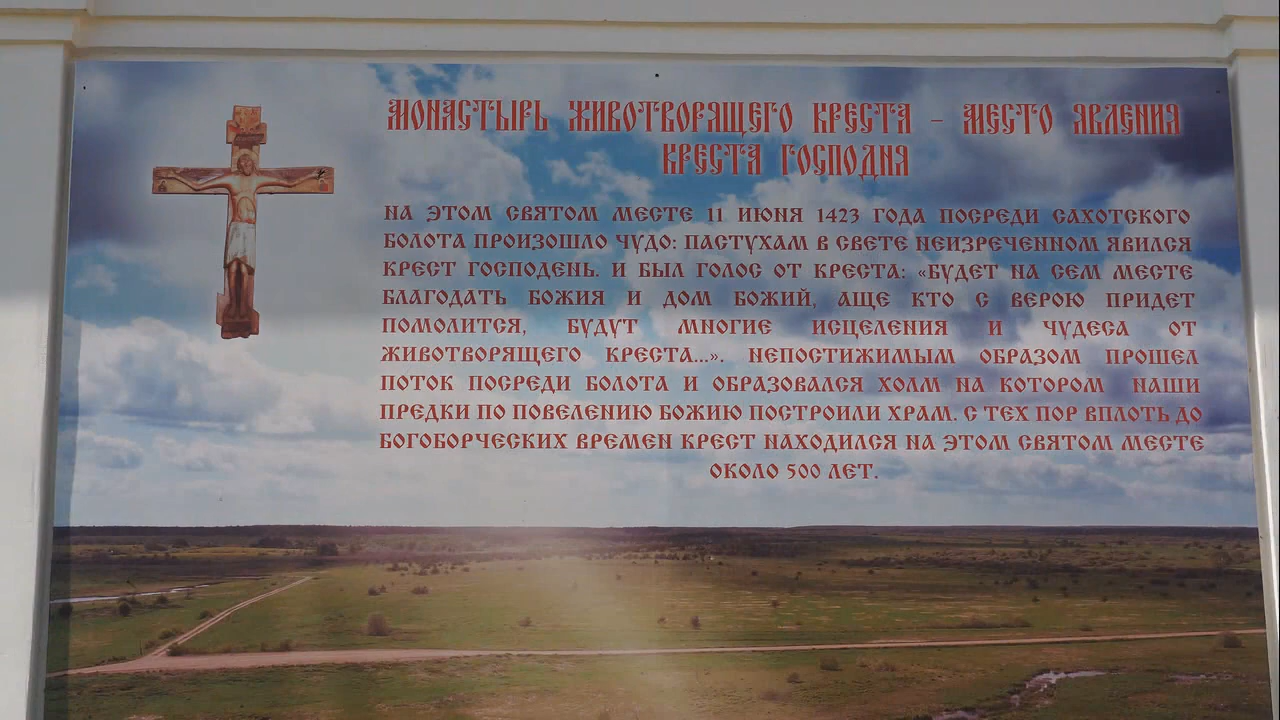 МОНАСТЫРЬ ЖИВОТВОРЯЩЕГО КРЕСТА - МЕСТО ЯВЛЕНИЯ
КРЕСТА ГОСПОДНЯ
НА ЭТОМ СВЯТОМ МЕСТЕ 11 ИЮНЯ 1423 ГОДА ПОСРЕДИ САХОТСКОГО
БОЛОТА ПРОИЗОШЛО ЧУДО: ПАСТУХАМ В СВЕТЕ НЕИЗРЕЧЕННОМ ЯВИЛСЯ
КРЕСТ ГОСПОДЕНЬ. И БЫЛ ГОЛОС ОТ КРЕСТА: «БУДЕТ НА СЕМ МЕСТЕ
БЛАГОДАТЬ БОЖИЯ И ДОМ БОЖИЙ, АЩЕ КТО С ВЕРОЮ ПРИДЕТ
ПОМОЛИТСЯ, БУДУТ МНОГИЕ ИСЦЕЛЕНИЯ И ЧУДЕСА ОТ
ЖИВОТВОРЯЩЕГО КРЕСТА...». НЕПОСТИЖИМЫМ ОБРАЗОМ ПРОШЕЛ
ПОТОК ПОСРЕДИ БОЛОТА И ОБРАЗОВАЛСЯ ХОЛМ НА КОТОРОМ НАШИ
ПРЕДКИ ПО ПОВЕЛЕНИЮ БОЖИЮ ПОСТРОИЛИ ХРАМ. С ТЕХ ПОР ВПЛОТЬ ДО
БОГОБОРЧЕСКИХ ВРЕМЕН КРЕСТ НАХОДИЛСЯ НА ЭТОМ СВЯТОМ МЕСТЕ
ОКОЛО 500 ЛЕТ.